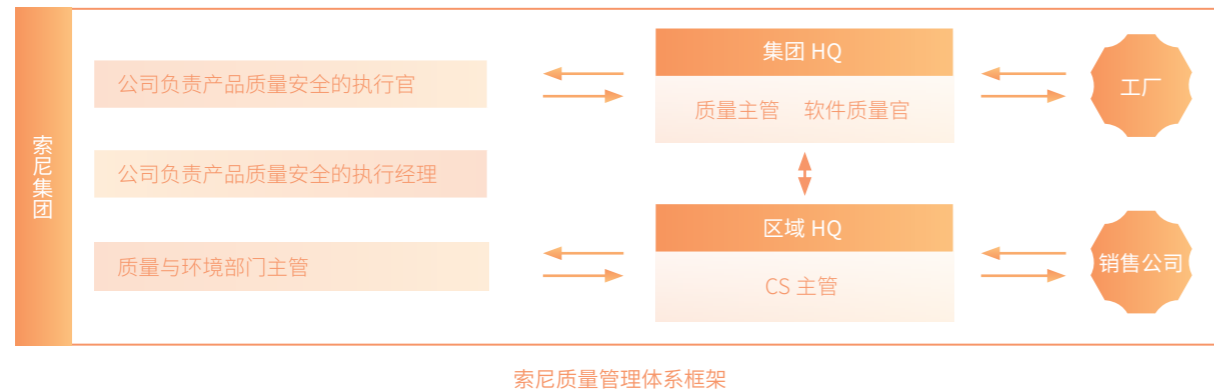 索尼集团
公司负责产品质量安全的执行官
公司负责产品质量安全的执行经理
质量与环境部门主管
集团 HQ
质量主管 软件质量官
区域 HQ
CS 主管
工厂
销售公司
索尼质量管理体系框架